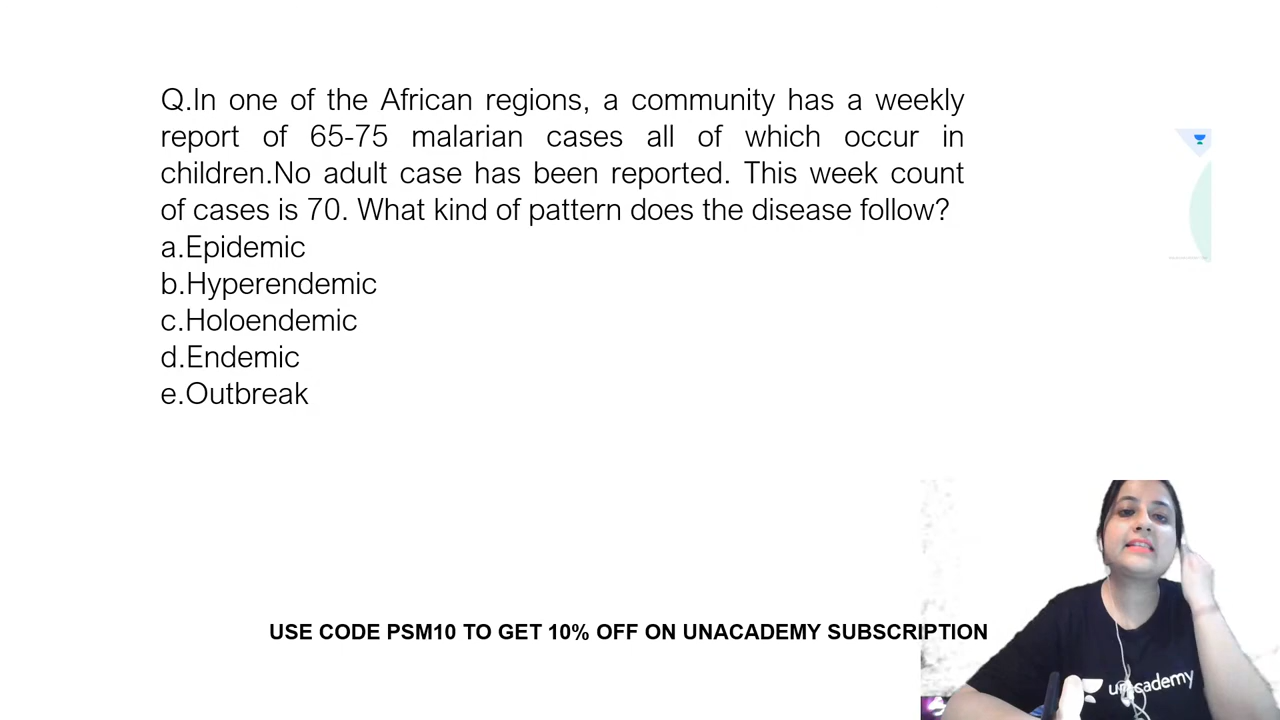 Q.In one of the African regions, a community has a weekly
report of 65-75 malarian cases all of which occur in
children.No adult case has been reported. This week count
of cases is 70. What kind of pattern does the disease follow?
a.Epidemic
b.Hyperendemic
c.Holoendemic
d.Endemic
e.Outbreak
USE CODE PSM10 TO GET 10% OFF ON UNACADEMY SUBSCRIPTION
unacademy